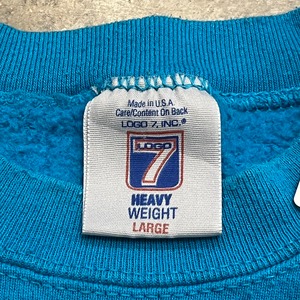 Made in U.S.A.
Care/Content On Back
LOGO 7, INC.®
LOGO
7
HEAVY
WEIGHT
LARGE